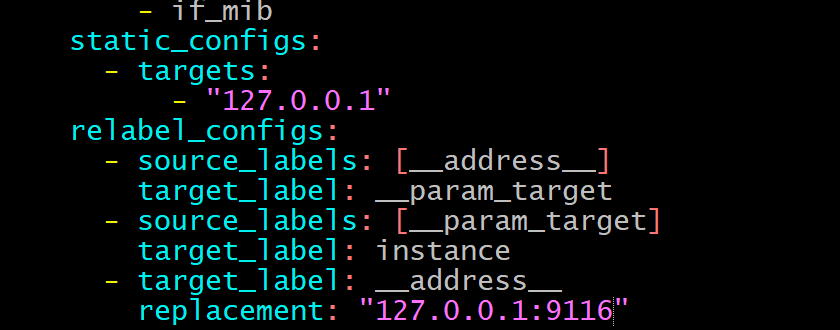 - if_mib
static_configs:
- targets:
- "127.0.0.1"
relabel_configs:
- source_labels: [__address__]
target_label: __param_target
- source_labels: [__param_target]
target_label: instance
- target_label: __address__
replacement: "127.0.0.1:9116"